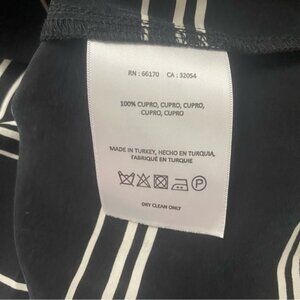 RN : 66170 CA : 32054
100% CUPRO, CUPRO, CUPRO,
CUPRO, CUPRO
MADE IN TURKEY, HECHO EN TURQUIA,
FABRIQUÉ EN TURQUIE
P
DRY CLEAN ONLY